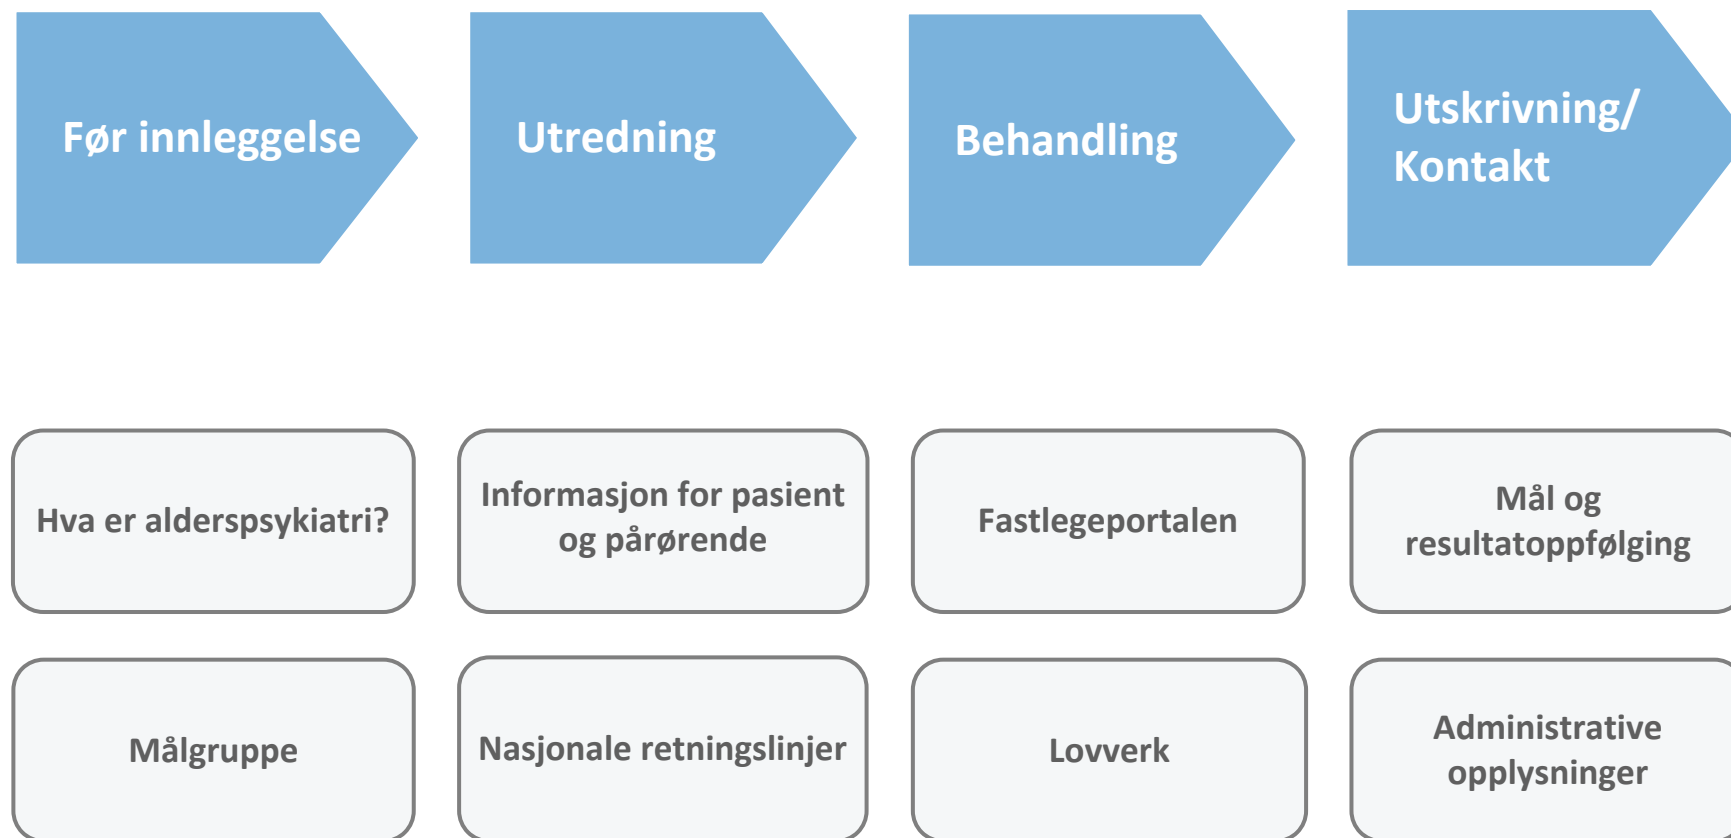 Før innleggelse
Utredning
Behandling
Utskrivning/
Kontakt
Hva er alderspsykiatri?
Informasjon for pasient
og pårørende
Fastlegeportalen
Mål og
resultatoppfølging
Målgruppe
Nasjonale retningslinjer
Lovverk
Administrative
opplysninger